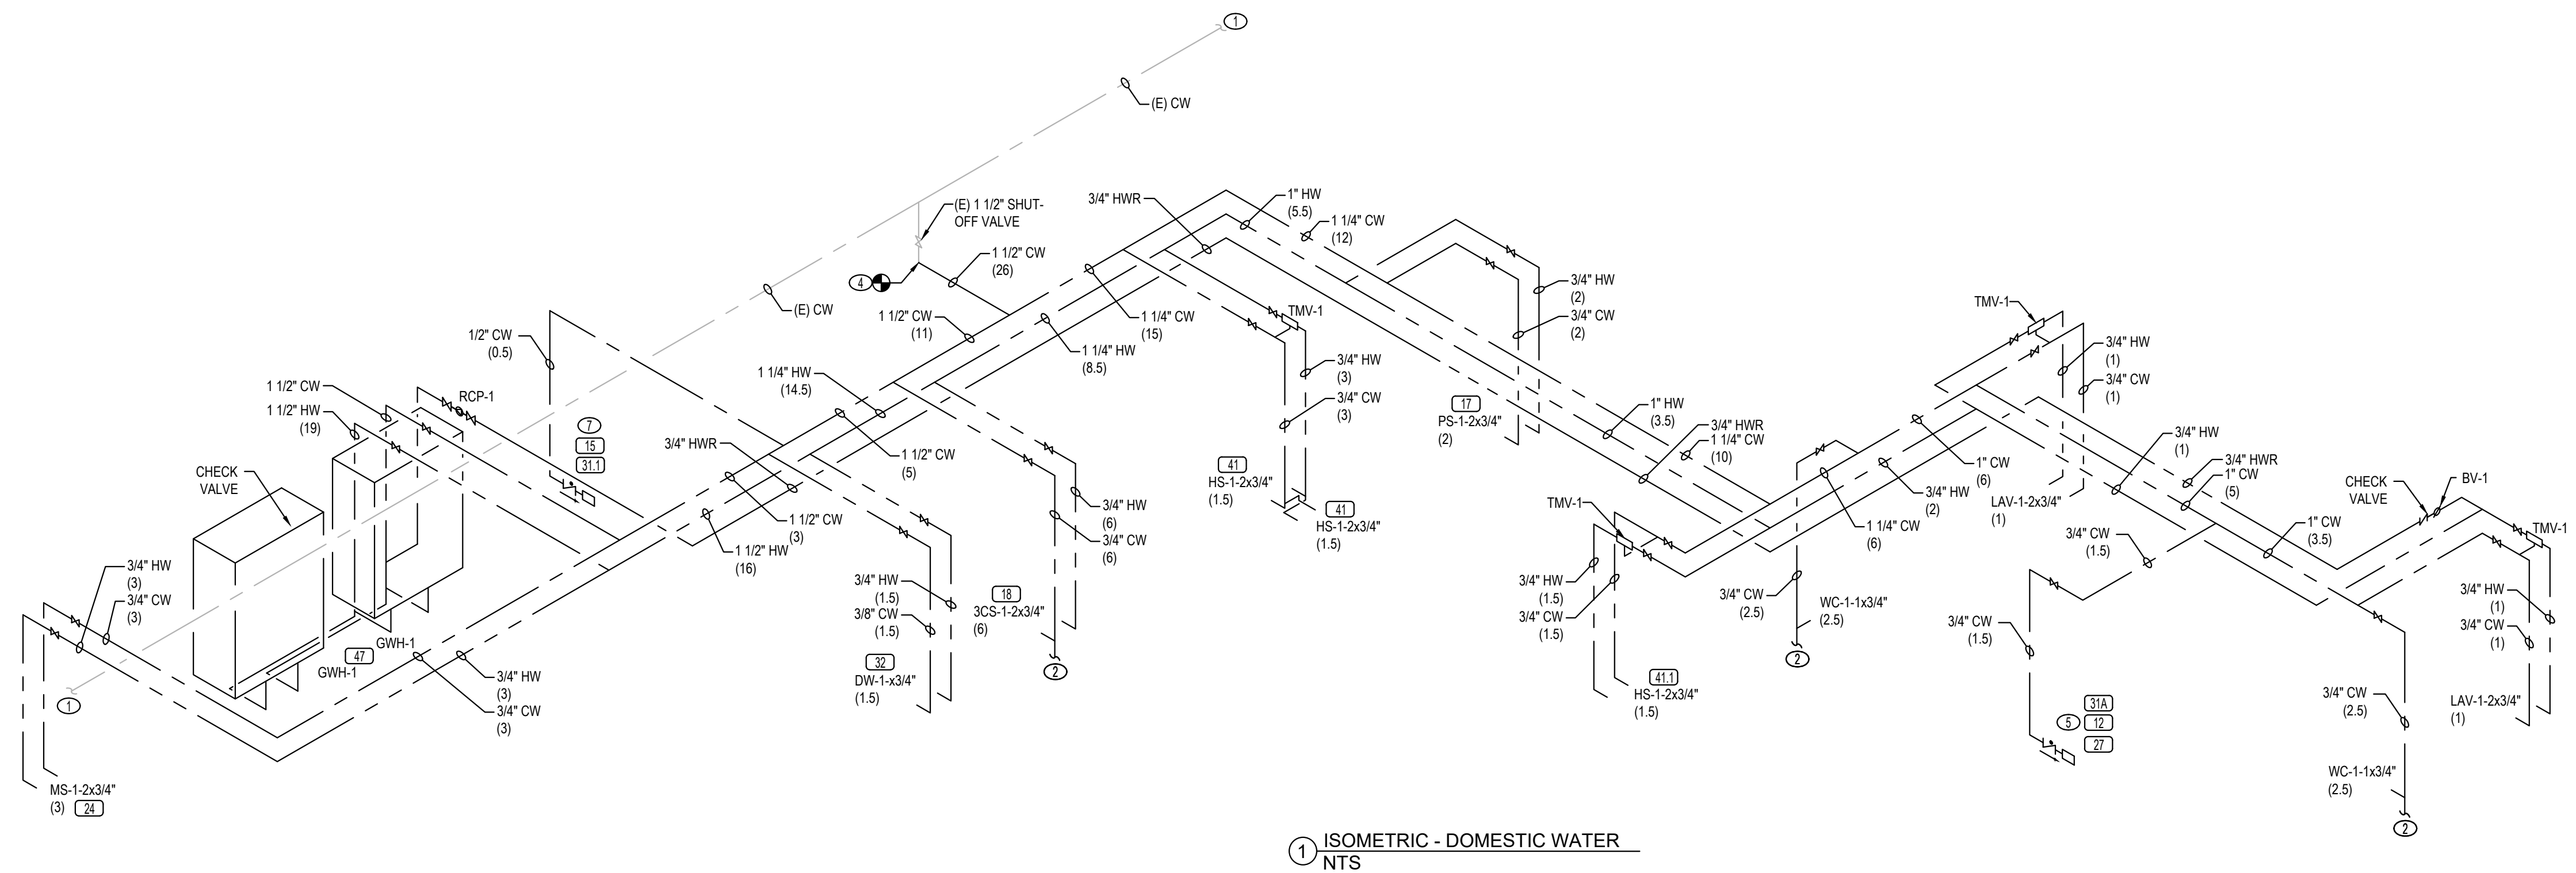 1
(E) CW
(E) 1 1/2" SHUT-
OFF VALVE
4
1 1/2" CW
(26)
(E) CW
1 1/2" CW
(11)
3/4" HWR
1" HW
(5.5)
1 1/4" CW
(12)
1 1/4" CW
(15)
1 1/4" HW
(8.5)
TMV-1
3/4" HW
(3)
3/4" CW
(3)
41
HS-1-2x3/4"
(1.5)
41
HS-1-2x3/4"
(1.5)
3/4" HW
(2)
3/4" CW
(2)
17
PS-1-2x3/4"
(2)
1/2" CW
(0.5)
7
15
31.1
1 1/4" HW
(14.5)
1 1/2" CW
1 1/2" HW
(19)
RCP-1
CHECK
VALVE
3/4" HWR
1 1/2" CW
(5)
1 1/2" CW
(3)
1 1/2" HW
(16)
3/4" HW
(3)
3/4" CW
(3)
GWH-1
47
GWH-1
1
3/4" HW
(3)
3/4" CW
(3)
MS-1-2x3/4"
(3)
24
3/4" HW
(1.5)
3/8" CW
(1.5)
32
DW-1-x3/4"
(1.5)
18
3CS-1-2x3/4"
(6)
3/4" HW
(6)
3/4" CW
(6)
2
1" HW
(3.5)
3/4" HWR
1 1/4" CW
(10)
TMV-1
3/4" HW
(1.5)
3/4" CW
(1.5)
41.1
HS-1-2x3/4"
(1.5)
3/4" CW
(2.5)
WC-1-1x3/4"
(2.5)
2
1 1/4" CW
(6)
3/4" HW
(2)
1" CW
(6)
TMV-1
3/4" HW
(1)
3/4" CW
(1)
LAV-1-2x3/4"
(1)
3/4" HW
(1)
3/4" HWR
1" CW
(5)
3/4" CW
(1.5)
3/4" CW
(1.5)
31A
5
12
27
1" CW
(3.5)
CHECK
VALVE
BV-1
TMV-1
3/4" HW
(1)
3/4" CW
(1)
LAV-1-2x3/4"
(1)
3/4" CW
(2.5)
WC-1-1x3/4"
(2.5)
2
1
ISOMETRIC - DOMESTIC WATER
NTS